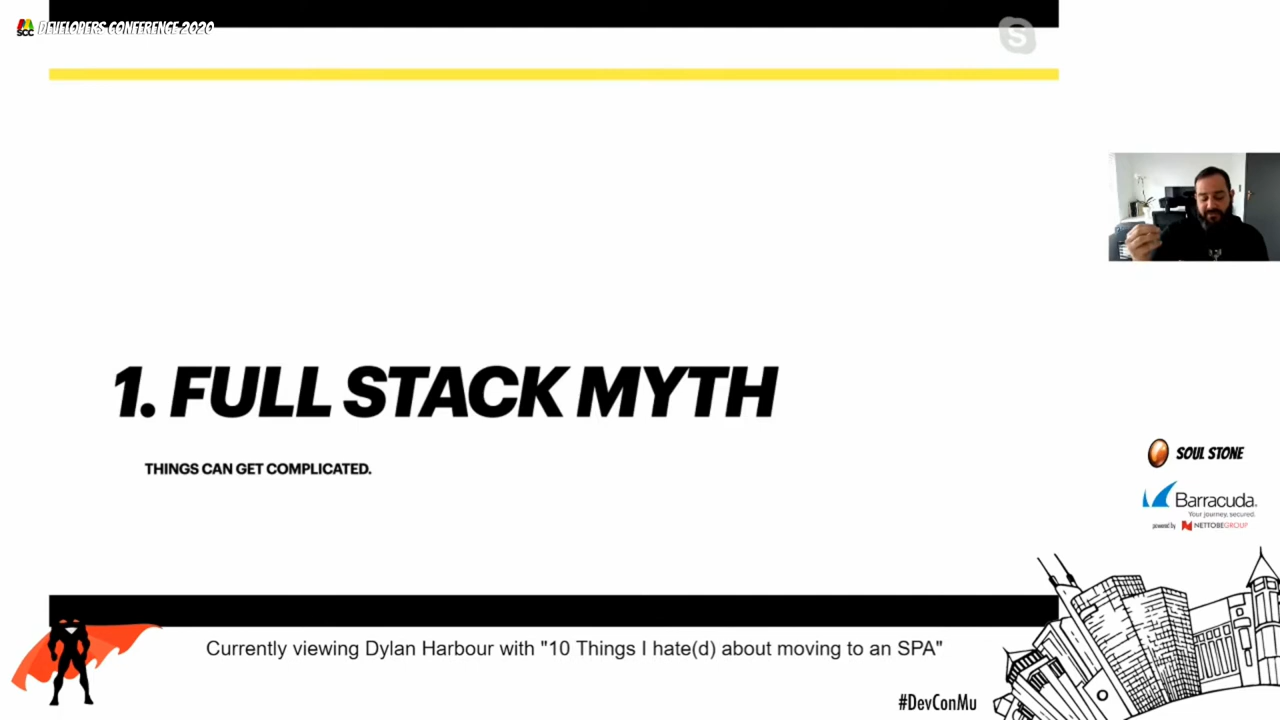 SCC DEVELOPERS CONFERENCE 2020
1. FULL STACK MYTH
THINGS CAN GET COMPLICATED.
SOUL STONE
Barracuda.
Your journey, secured.
powered by NETTOBEGROUP
Currently viewing Dylan Harbour with "10 Things I hate(d) about moving to an SPA"
#DevConMu